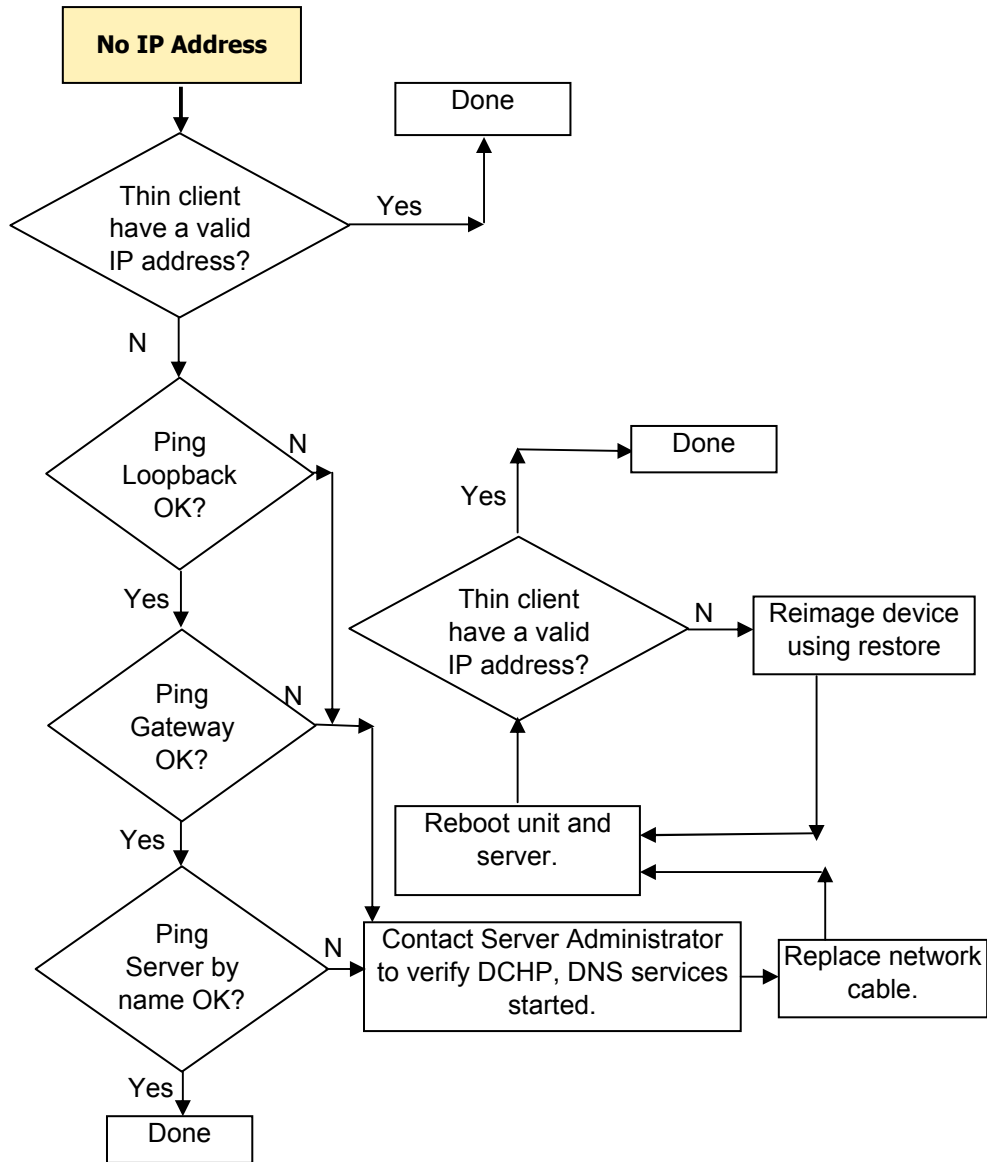 No IP Address
Done
Thin client
have a valid
IP address?
Yes
N
Ping
Loopback
OK?
N
Yes
Ping
Gateway
OK?
N
Yes
Ping
Server by
name OK?
N
Yes
Done
Contact Server Administrator
to verify DCHP, DNS services
started.
Replace network
cable.
Reboot unit and
server.
Thin client
have a valid
IP address?
Yes
Done
N
Reimage device
using restore